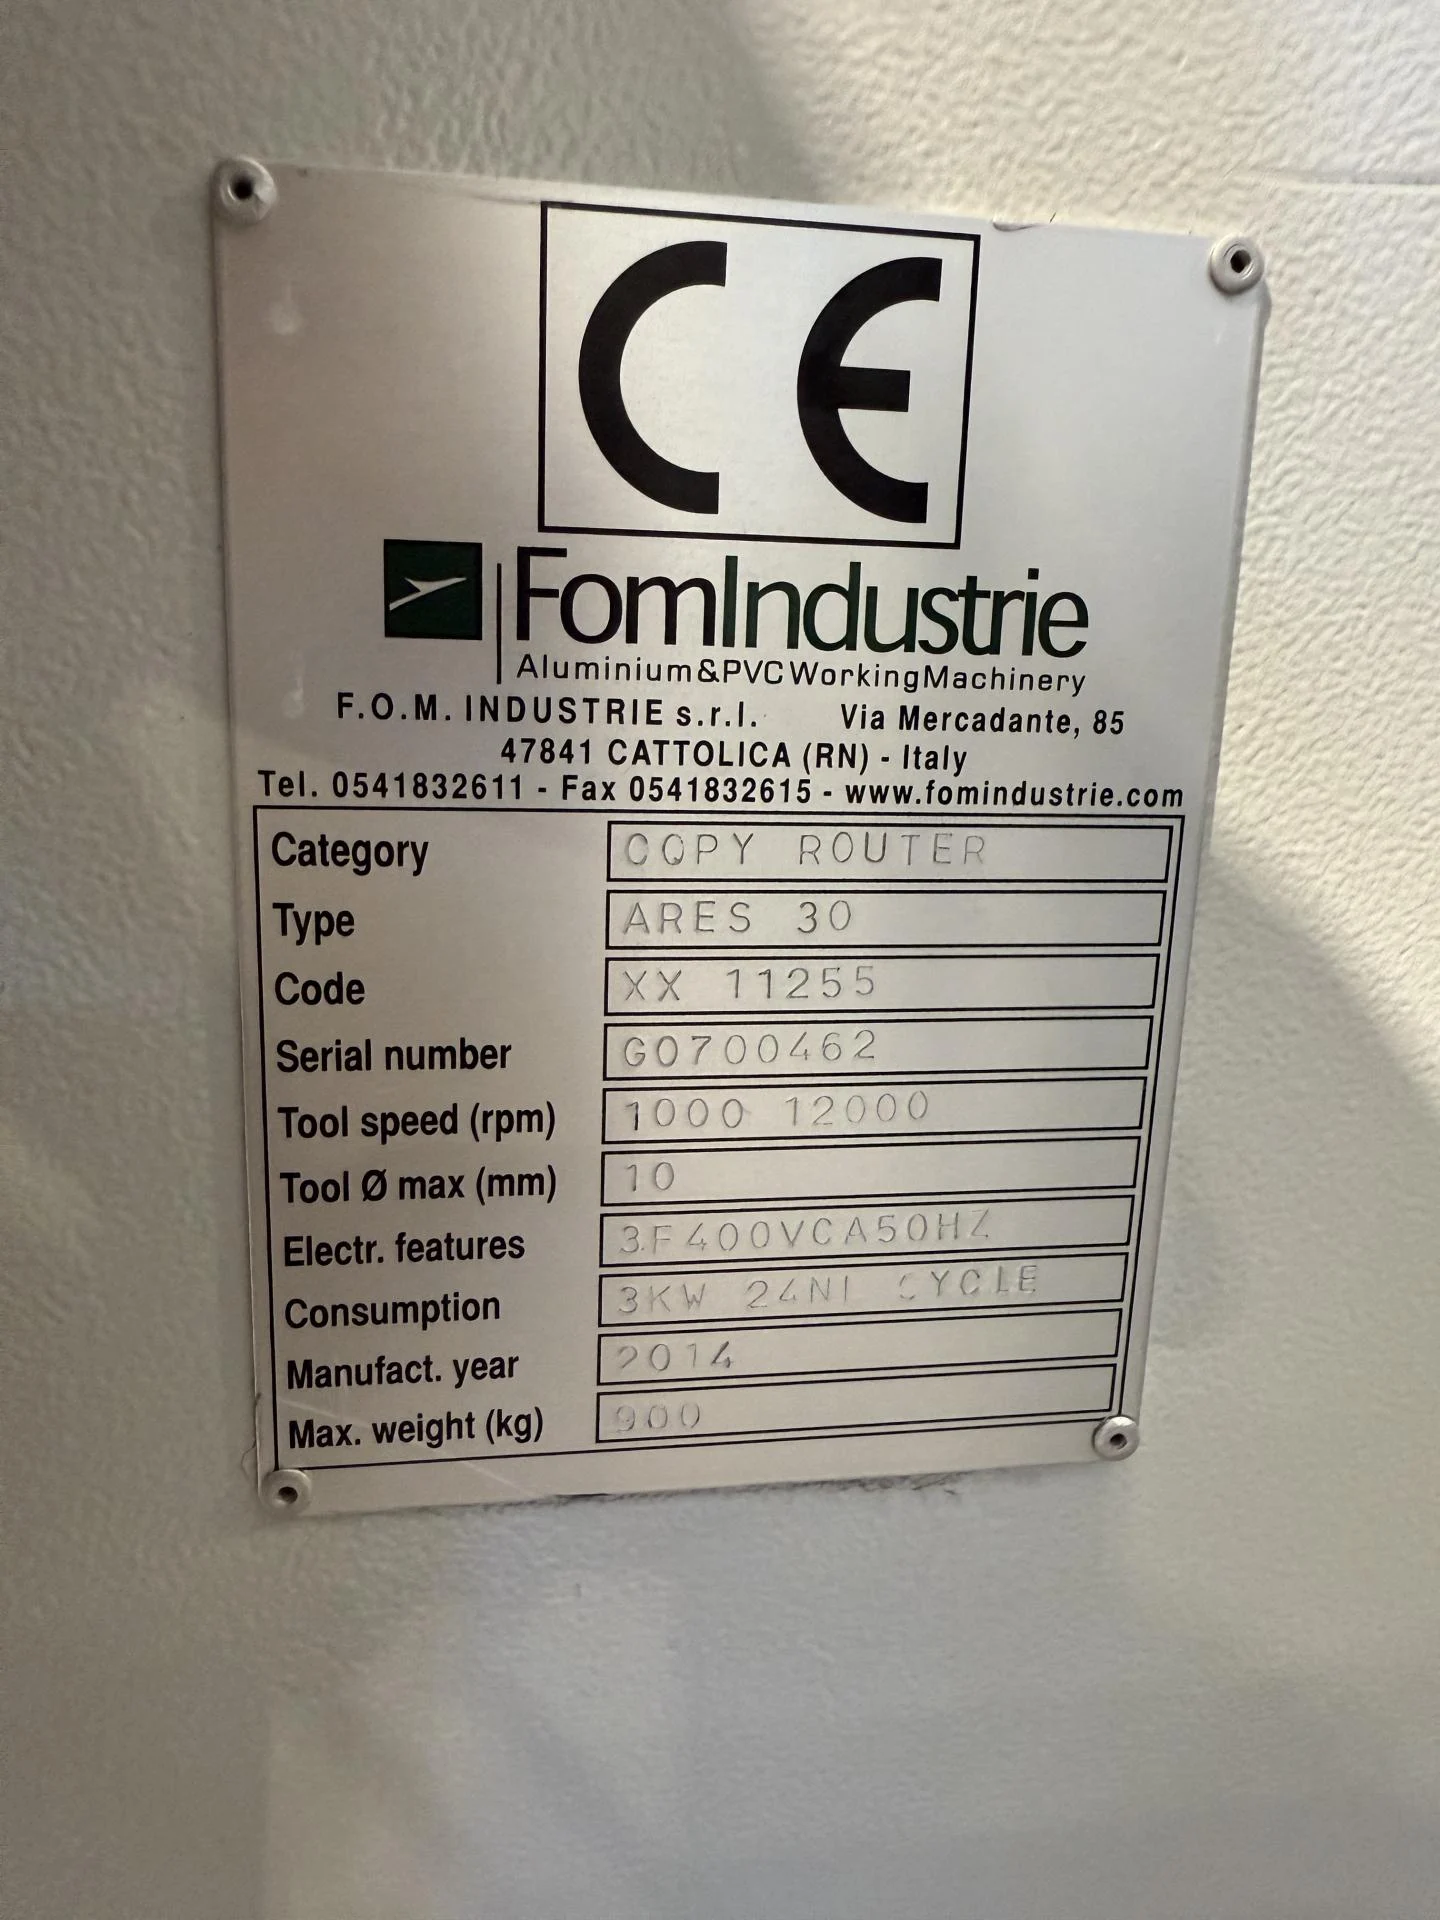 CE
FomIndustrie
Aluminium&PVCWorkingMachinery
F.O.M. INDUSTRIE s.r.l. Via Mercadante, 85
47841 CATTOLICA (RN) - Italy
Tel. 0541832611 - Fax 0541832615 - www.fomindustrie.com
Category COPY ROUTER
Type ARES 30
Code XX 11255
Serial number G0700462
Tool speed (rpm) 1000 12000
Tool Ø max (mm) 10
Electr. features 3F400VCA50HZ
Consumption 3KW 24Nl CYCLE
Manufact. year 2014
Max. weight (kg) 900